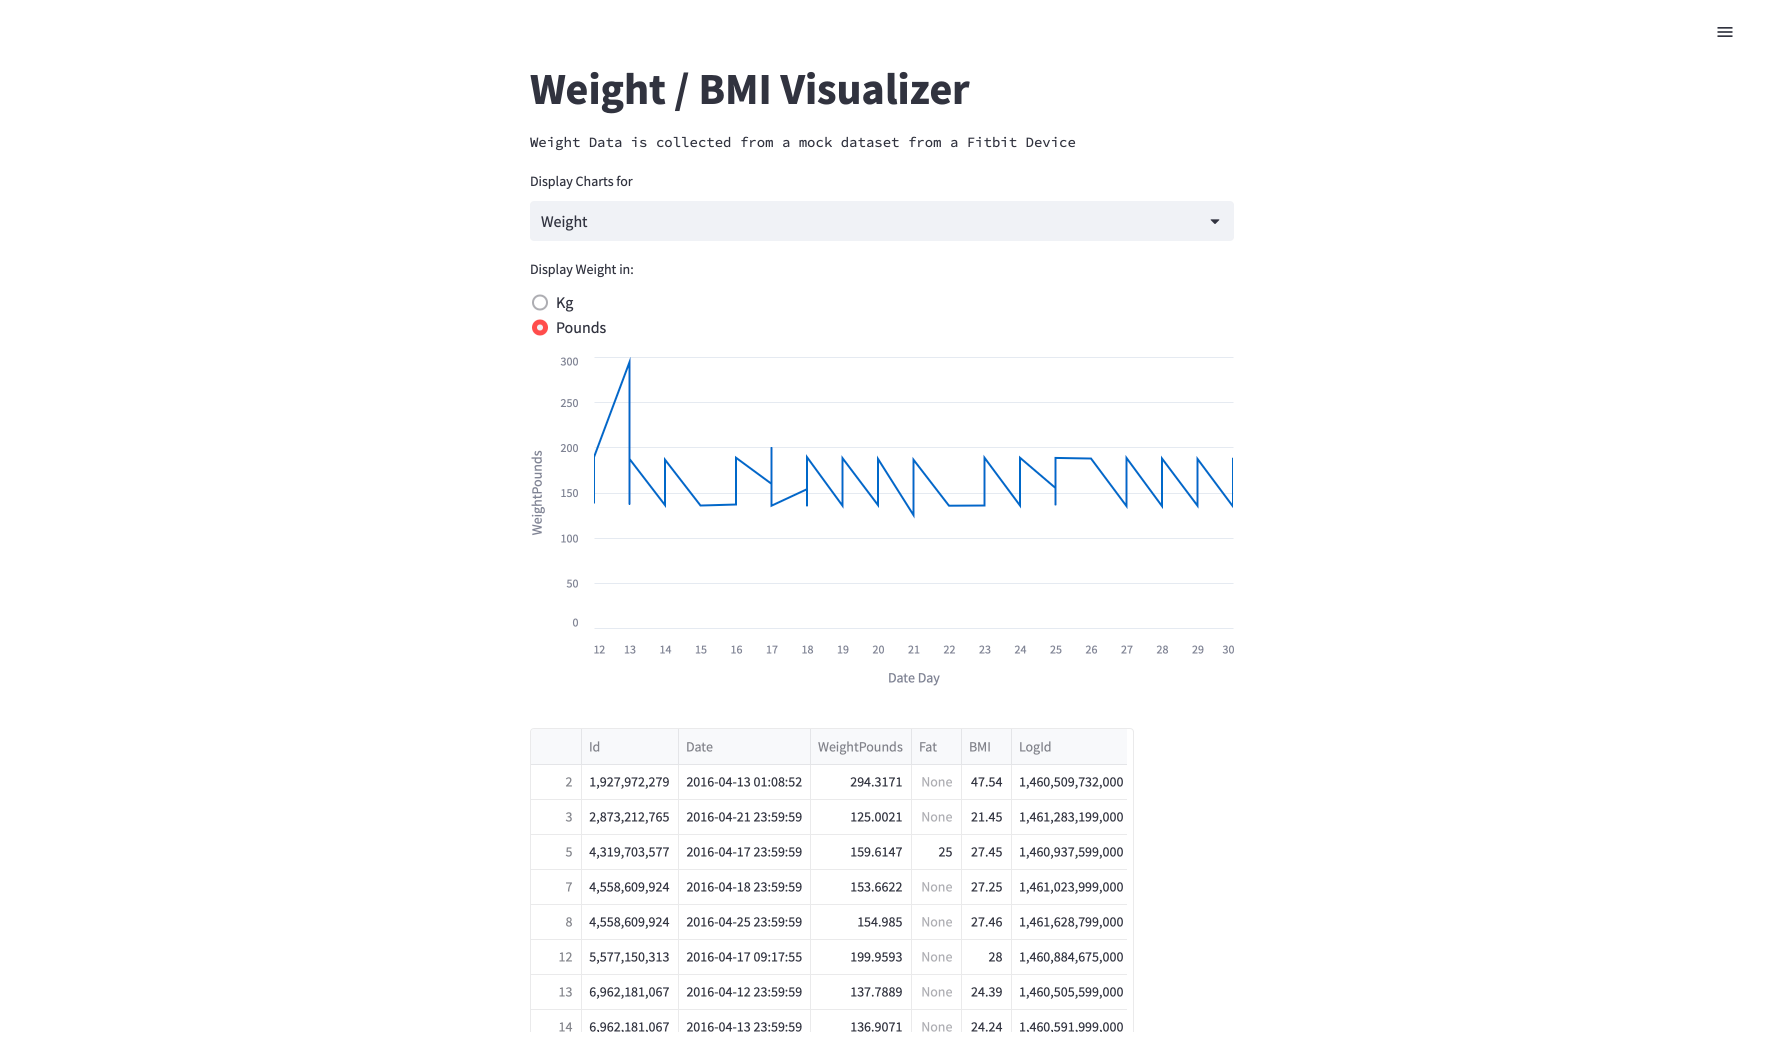 Weight / BMI Visualizer
Weight Data is collected from a mock dataset from a Fitbit Device
Display Charts for
Weight
Display Weight in:
Kg
Pounds
300
250
200
150
100
50
0
WeightPounds
12 13 14 15 16 17 18 19 20 21 22 23 24 25 26 27 28 29 30
Date Day
Id Date WeightPounds Fat BMI LogId
2 1,927,972,279 2016-04-13 01:08:52 294.3171 None 47.54 1,460,509,732,000
3 2,873,212,765 2016-04-21 23:59:59 125.0021 None 21.45 1,461,283,199,000
5 4,319,703,577 2016-04-17 23:59:59 159.6147 25 27.45 1,460,937,599,000
7 4,558,609,924 2016-04-18 23:59:59 153.6622 None 27.25 1,461,023,999,000
8 4,558,609,924 2016-04-25 23:59:59 154.985 None 27.46 1,461,628,799,000
12 5,577,150,313 2016-04-17 09:17:55 199.9593 None 28 1,460,884,675,000
13 6,962,181,067 2016-04-12 23:59:59 137.7889 None 24.39 1,460,505,599,000
14 6,962,181,067 2016-04-13 23:59:59 136.9071 None 24.24 1,460,591,999,000